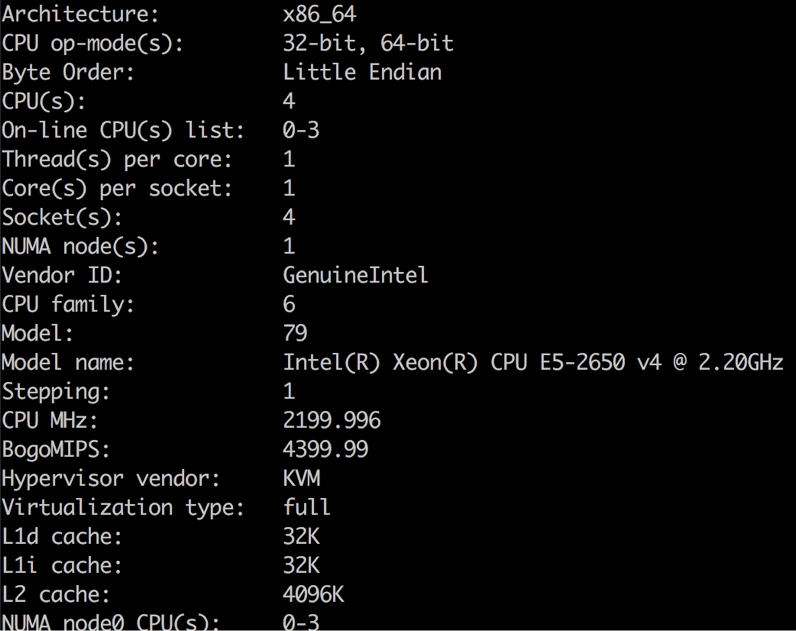 Architecture: x86_64
CPU op-mode(s): 32-bit, 64-bit
Byte Order: Little Endian
CPU(s): 4
On-line CPU(s) list: 0-3
Thread(s) per core: 1
Core(s) per socket: 1
Socket(s): 4
NUMA node(s): 1
Vendor ID: GenuineIntel
CPU family: 6
Model: 79
Model name: Intel(R) Xeon(R) CPU E5-2650 v4 @ 2.20GHz
Stepping: 1
CPU MHz: 2199.996
BogoMIPS: 4399.99
Hypervisor vendor: KVM
Virtualization type: full
L1d cache: 32K
L1i cache: 32K
L2 cache: 4096K
NUMA node0 CPU(s): 0-3